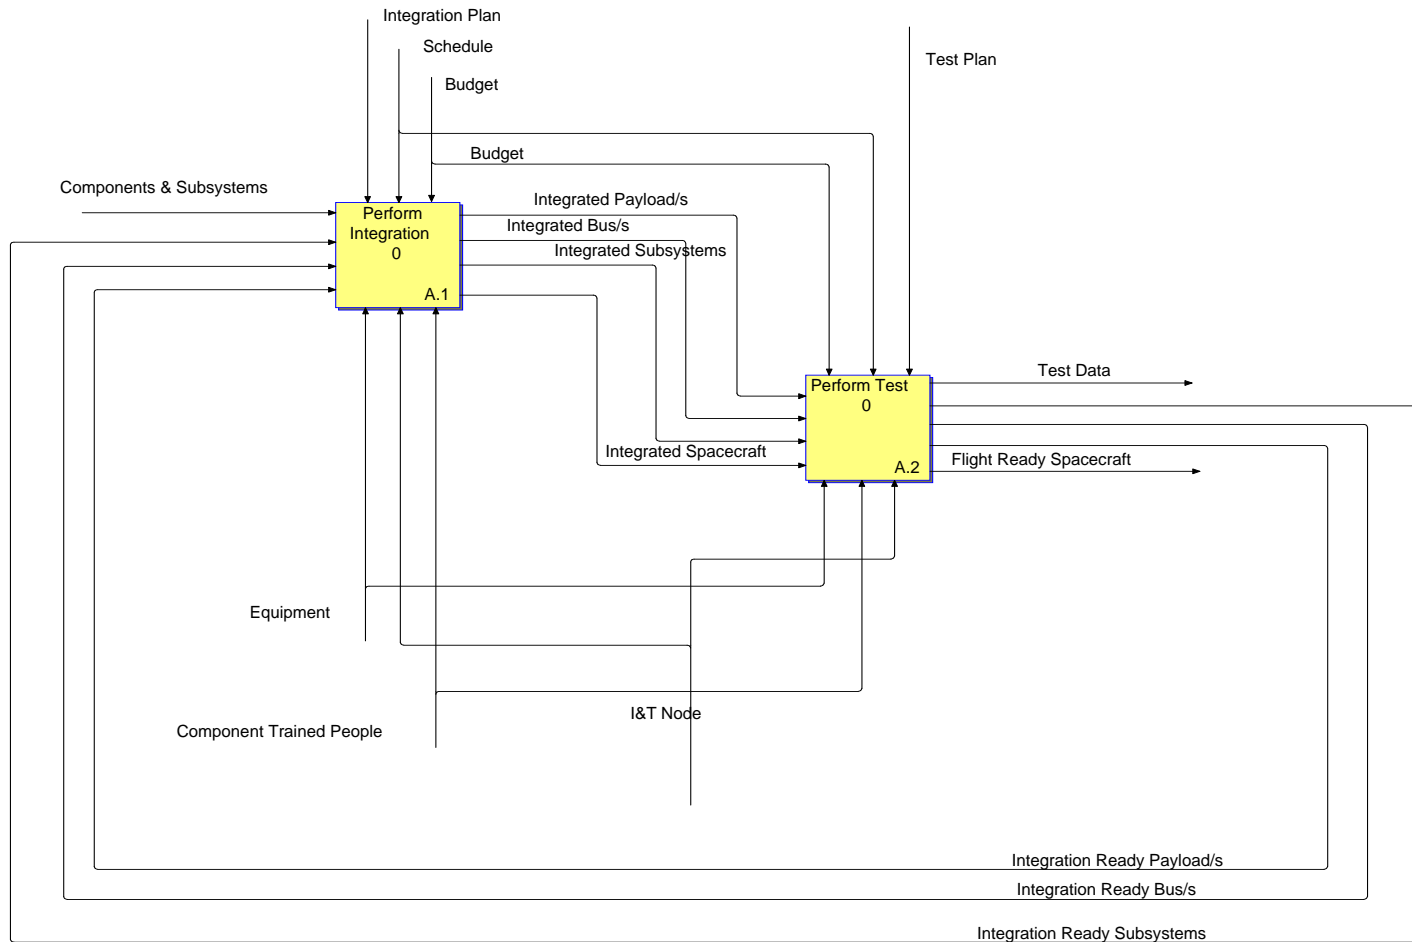 Integration Plan
Schedule
Budget
Test Plan
Budget
Components & Subsystems
Integrated Payload/s
Perform
Integration
0
A.1
Integrated Bus/s
Integrated Subsystems
Test Data
Perform Test
0
A.2
Integrated Spacecraft
Flight Ready Spacecraft
Equipment
I&T Node
Component Trained People
Integration Ready Payload/s
Integration Ready Bus/s
Integration Ready Subsystems